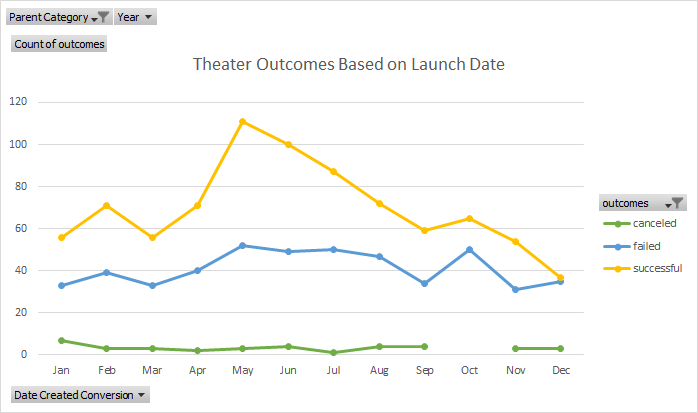 Parent Category Year
Count of outcomes
Theater Outcomes Based on Launch Date
120
100
80
60
40
20
0
Jan Feb Mar Apr May Jun Jul Aug Sep Oct Nov Dec
outcomes
canceled
failed
successful
Date Created Conversion